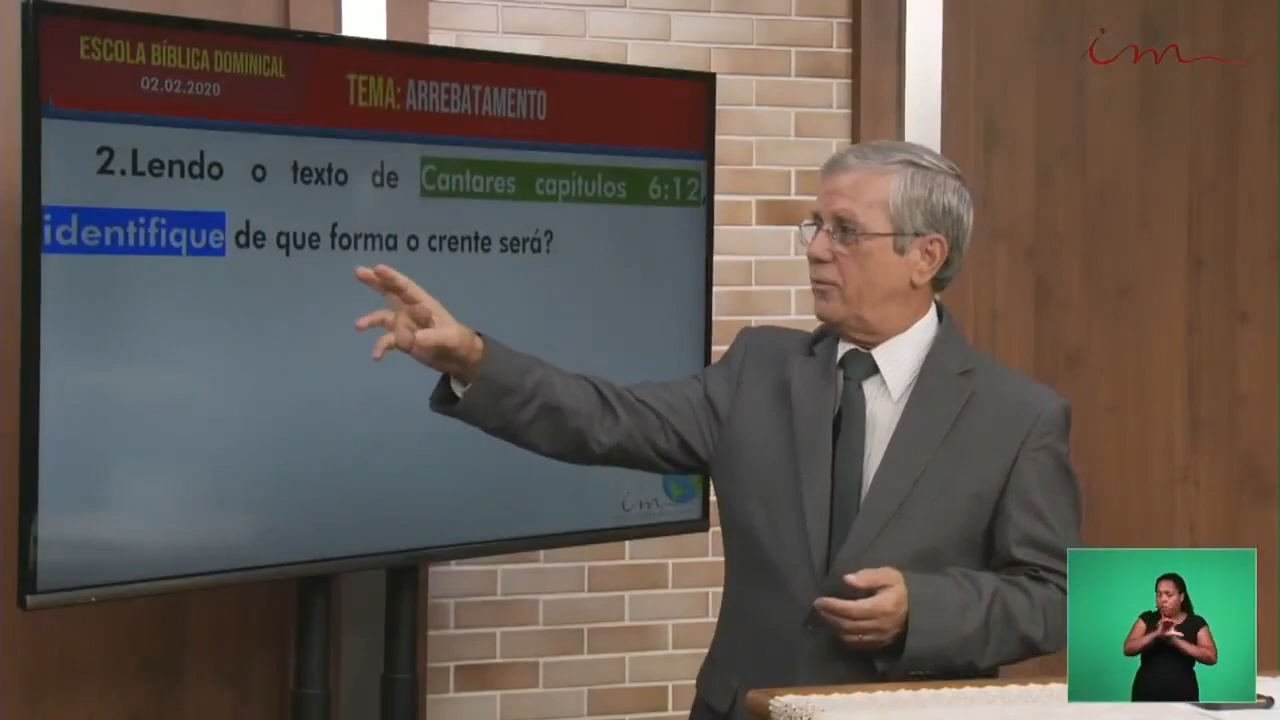 ESCOLA BÍBLICA DOMINICAL
02.02.2020
TEMA: ARREBATAMENTO
2.Lendo o texto de Cantares capítulos 6:12,
identifique de que forma o crente será?
im
im